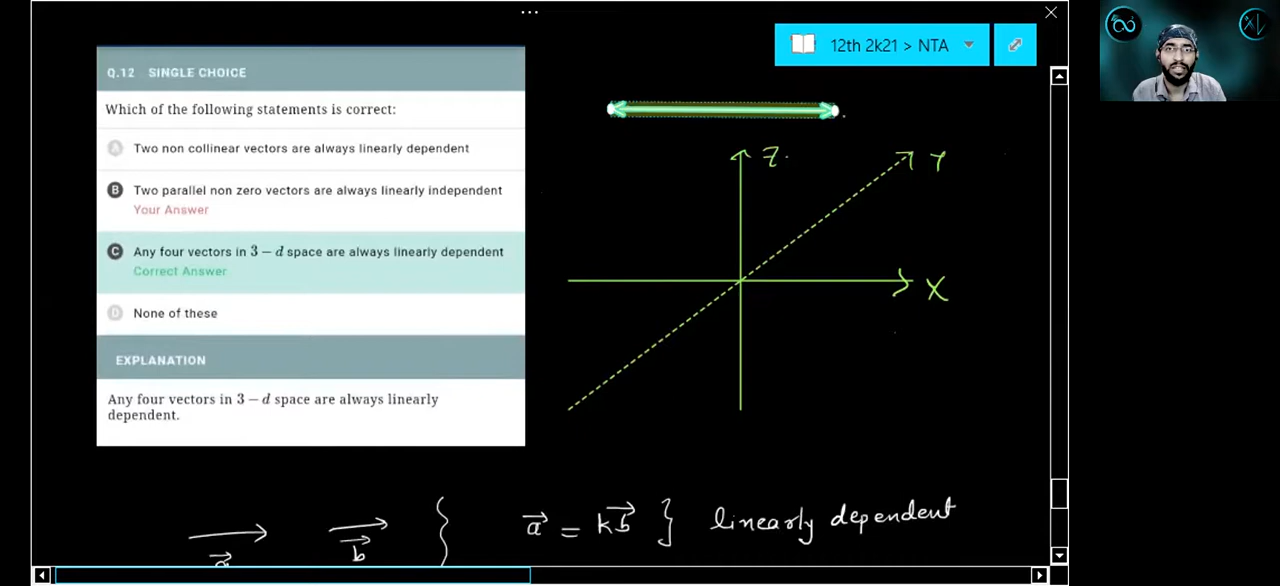 12th 2k21 > NTA
Q.12 SINGLE CHOICE
Which of the following statements is correct:
A Two non collinear vectors are always linearly dependent
B Two parallel non zero vectors are always linearly independent
Your Answer
C Any four vectors in 3 − d space are always linearly dependent
Correct Answer
D None of these
EXPLANATION
Any four vectors in 3 − d space are always linearly
dependent.
Z
Y
X
a⃗ b⃗ { a⃗ = k b⃗ } linearly dependent